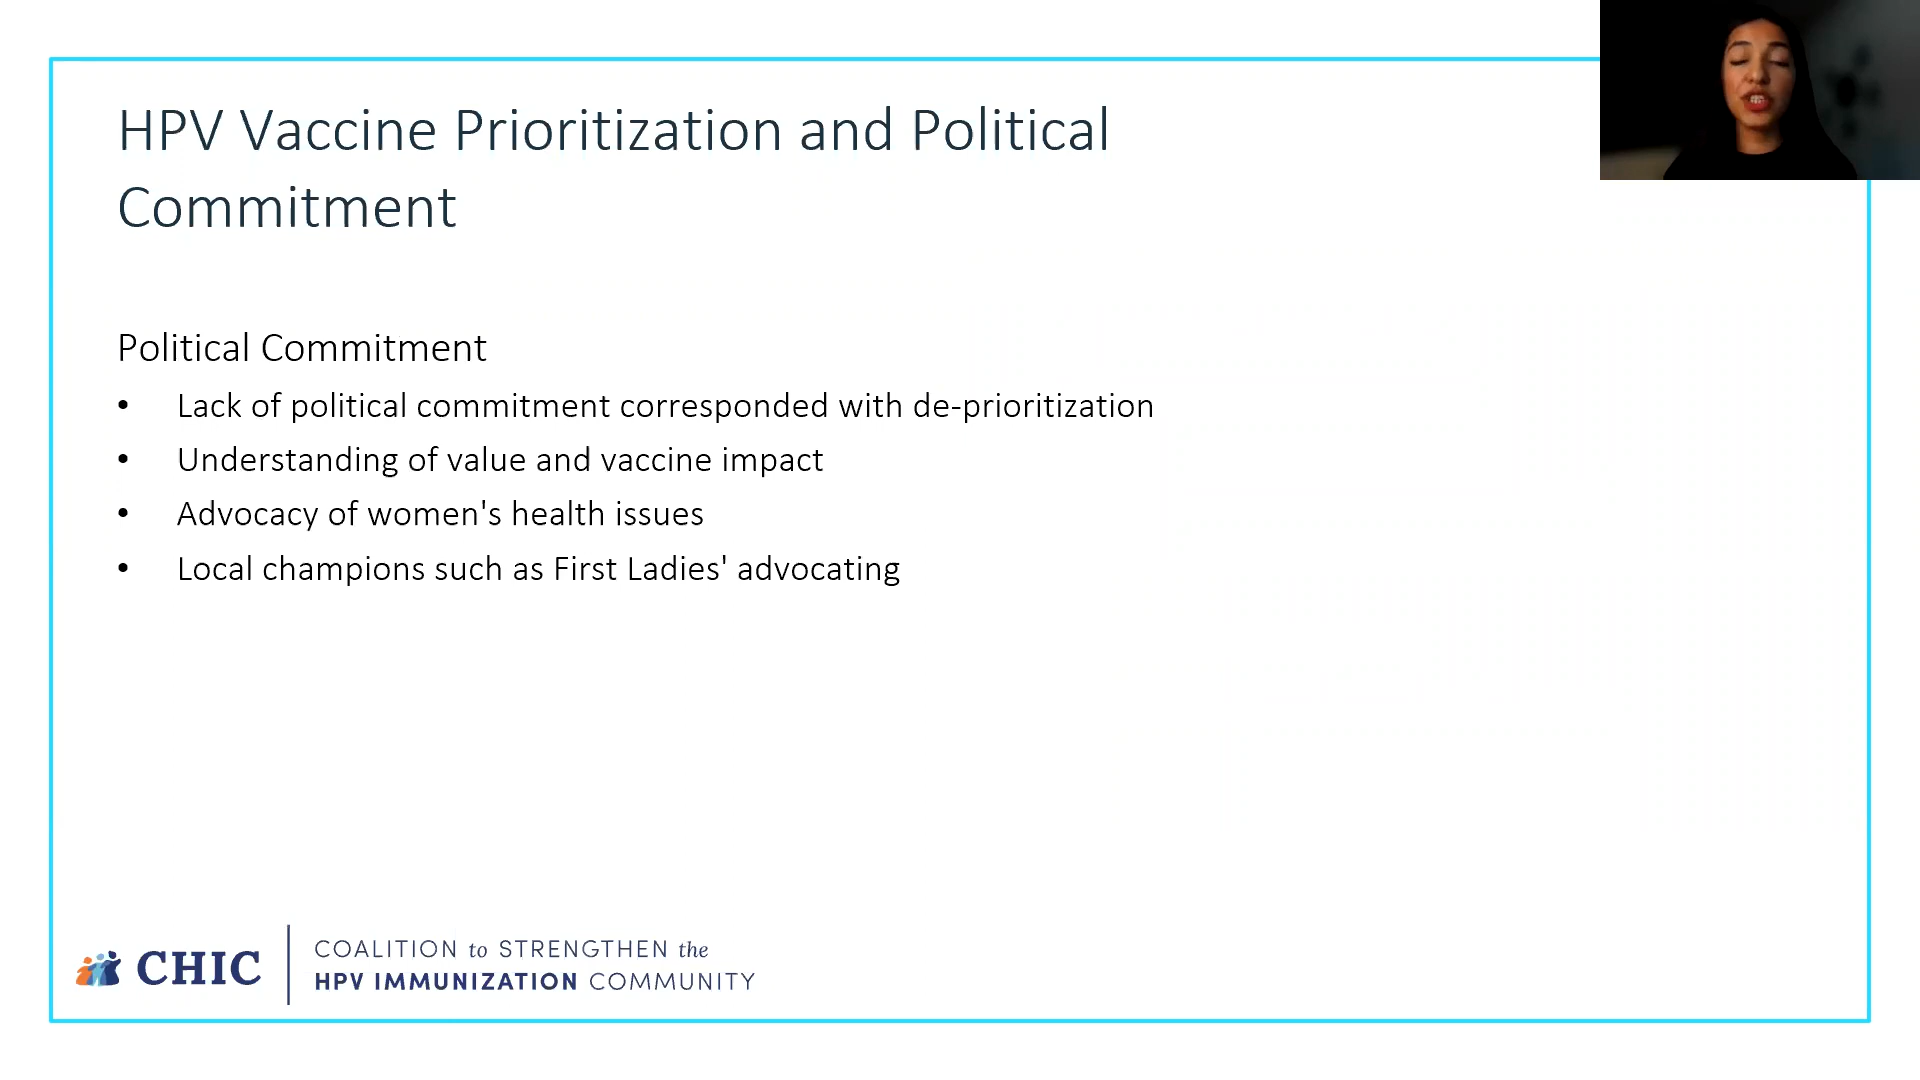 HPV Vaccine Prioritization and Political
Commitment
Political Commitment
• Lack of political commitment corresponded with de-prioritization
• Understanding of value and vaccine impact
• Advocacy of women's health issues
• Local champions such as First Ladies' advocating
CHIC
COALITION to STRENGTHEN the
HPV IMMUNIZATION COMMUNITY